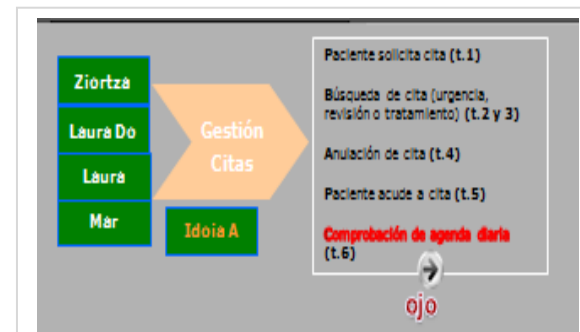 Ziortza
Laura Do
Laura
Mar
Gestión
Citas
Idoia A
Paciente solicita cita (t.1)
Búsqueda de cita (urgencia,
revisión o tratamiento) (t.2 y 3)
Anulación de cita (t.4)
Paciente acude a cita (t.5)
Comprobación de agenda diaria
(t.6)
ojo